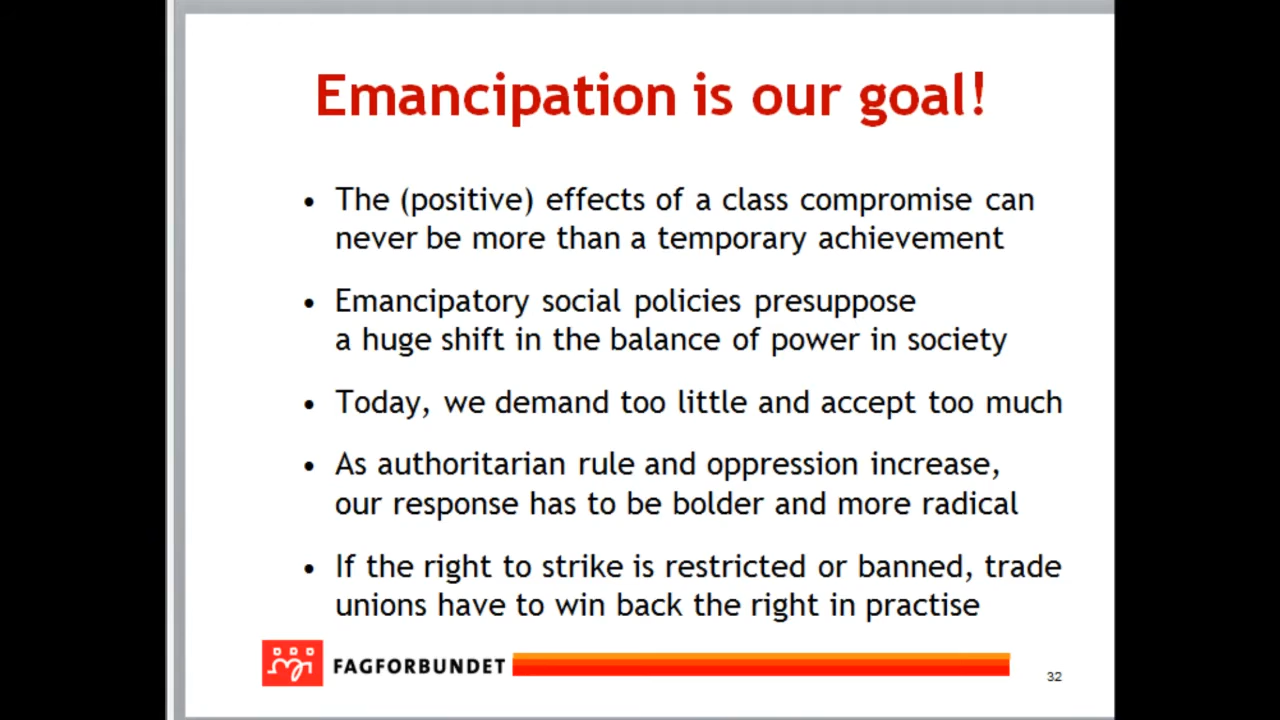 Emancipation is our goal!
• The (positive) effects of a class compromise can
never be more than a temporary achievement
• Emancipatory social policies presuppose
a huge shift in the balance of power in society
• Today, we demand too little and accept too much
• As authoritarian rule and oppression increase,
our response has to be bolder and more radical
• If the right to strike is restricted or banned, trade
unions have to win back the right in practise
FAGFORBUNDET
32